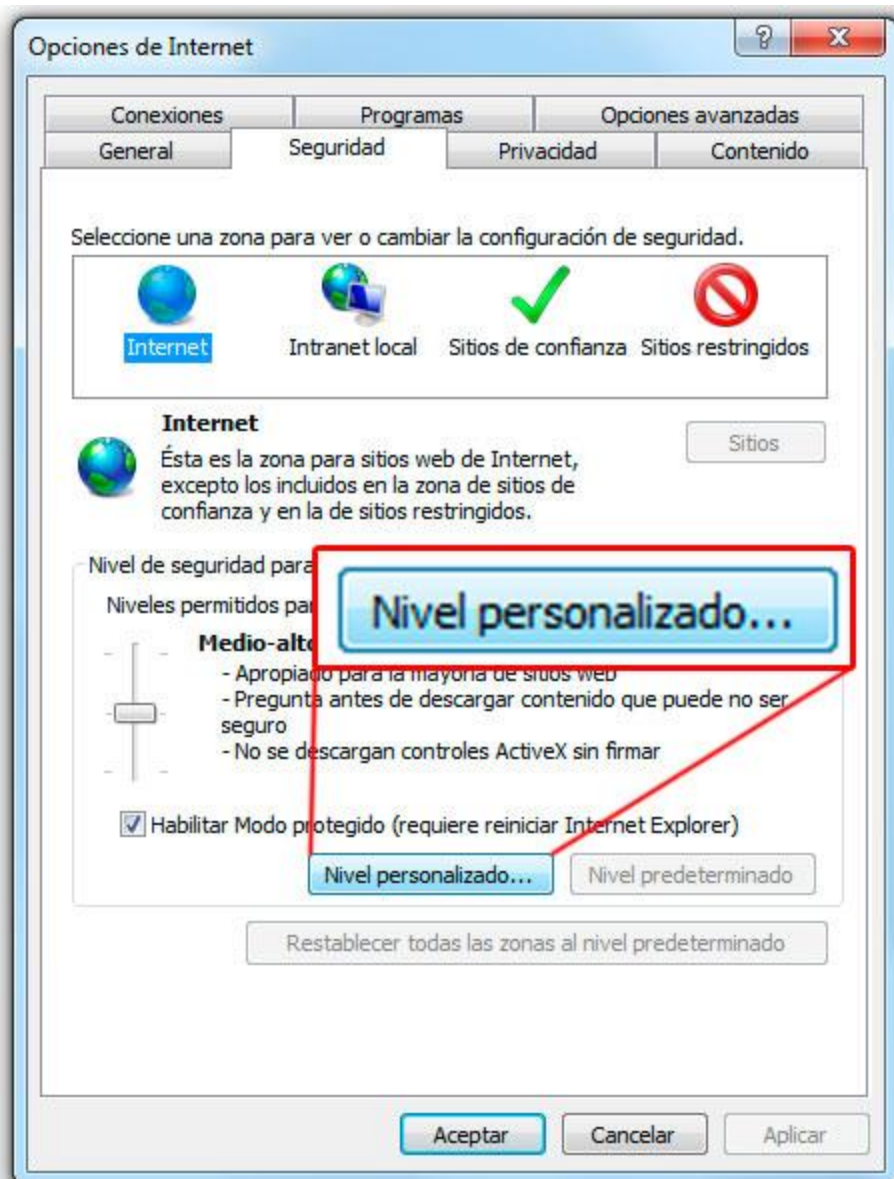 Opciones de Internet
Conexiones Programas Opciones avanzadas
General Seguridad Privacidad Contenido
Seleccione una zona para ver o cambiar la configuración de seguridad.
Internet Intranet local Sitios de confianza Sitios restringidos
Internet
Sitios
Ésta es la zona para sitios web de Internet,
excepto los incluidos en la zona de sitios de
confianza y en la de sitios restringidos.
Nivel de seguridad para
Niveles permitidos
Nivel personalizado...
Medio-alto
- Apropiado para la mayoría de sitios web
- Pregunta antes de descargar contenido que puede no ser
seguro
- No se descargan controles ActiveX sin firmar
Habilitar Modo protegido (requiere reiniciar Internet Explorer)
Nivel personalizado... Nivel predeterminado
Restablecer todas las zonas al nivel predeterminado
Aceptar Cancelar Aplicar